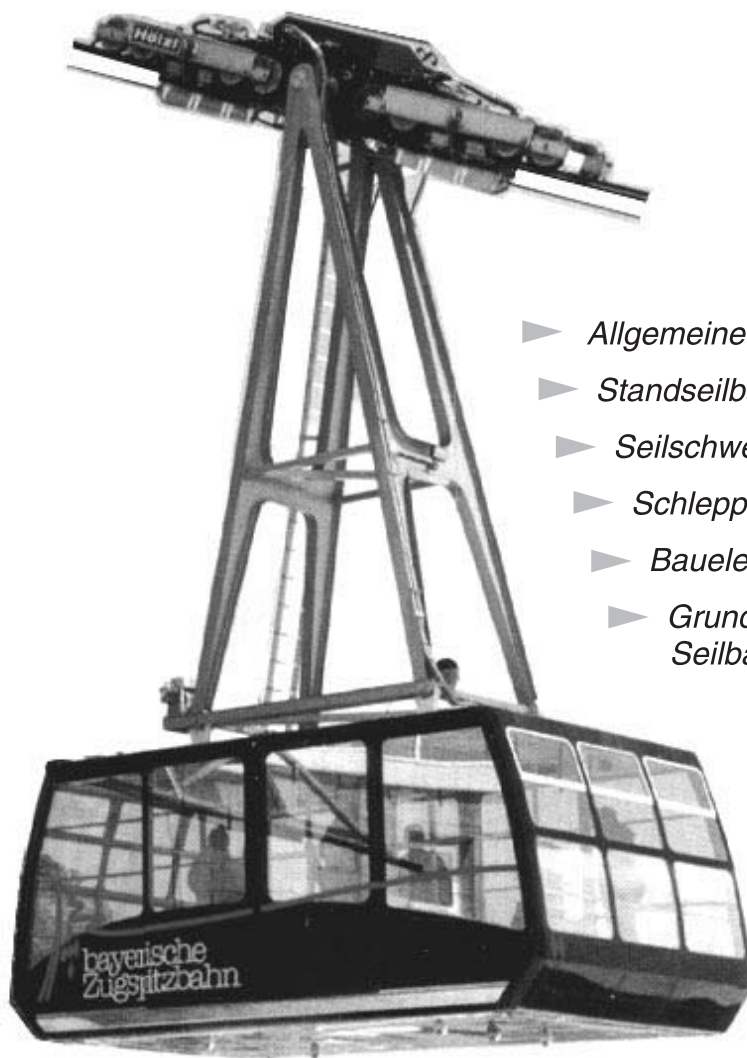 Hölzl
Allgemeine
Standseilb
Seilschwe
Schlepp
Bauele
Grund
Seilba
bayerische
Zugspitzbahn